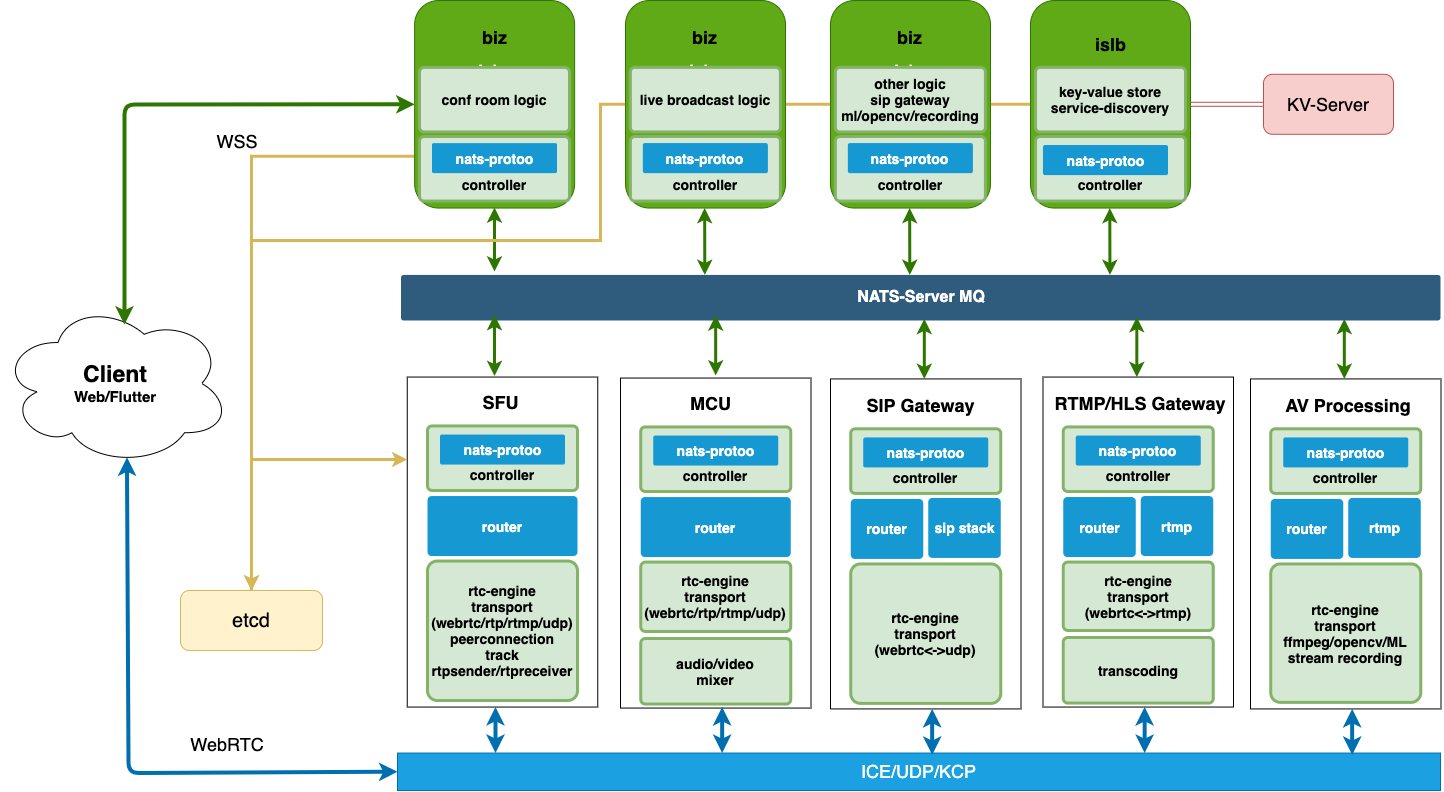 biz
conf room logic
nats-protoo
controller
biz
live broadcast logic
nats-protoo
controller
biz
other logic
sip gateway
ml/opencv/recording
nats-protoo
controller
islb
key-value store
service-discovery
nats-protoo
controller
KV-Server
WSS
NATS-Server MQ
Client
Web/Flutter
SFU
nats-protoo
controller
router
rtc-engine
transport
(webrtc/rtp/rtmp/udp)
peerconnection
track
rtpsender/rtpreceiver
MCU
nats-protoo
controller
router
rtc-engine
transport
(webrtc/rtp/rtmp/udp)
audio/video
mixer
SIP Gateway
nats-protoo
controller
router
sip stack
rtc-engine
transport
(webrtc<->udp)
RTMP/HLS Gateway
nats-protoo
controller
router
rtmp
rtc-engine
transport
(webrtc<->rtmp)
transcoding
AV Processing
nats-protoo
controller
router
rtmp
rtc-engine
transport
ffmpeg/opencv/ML
stream recording
etcd
WebRTC
ICE/UDP/KCP